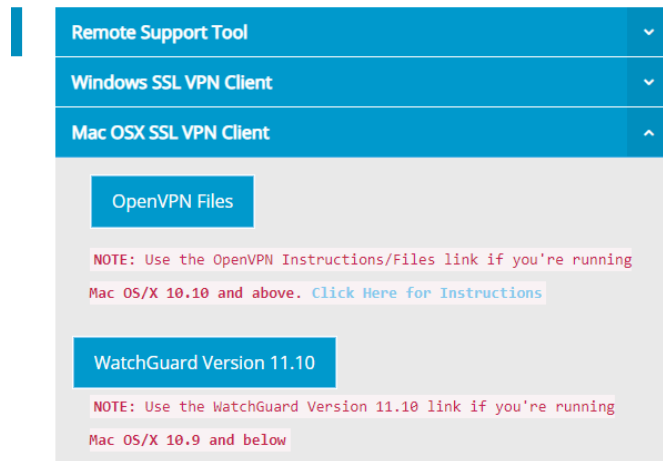 Remote Support Tool
Windows SSL VPN Client
Mac OSX SSL VPN Client
OpenVPN Files
NOTE: Use the OpenVPN Instructions/Files link if you're running
Mac OS/X 10.10 and above. Click Here for Instructions
WatchGuard Version 11.10
NOTE: Use the WatchGuard Version 11.10 link if you're running
Mac OS/X 10.9 and below